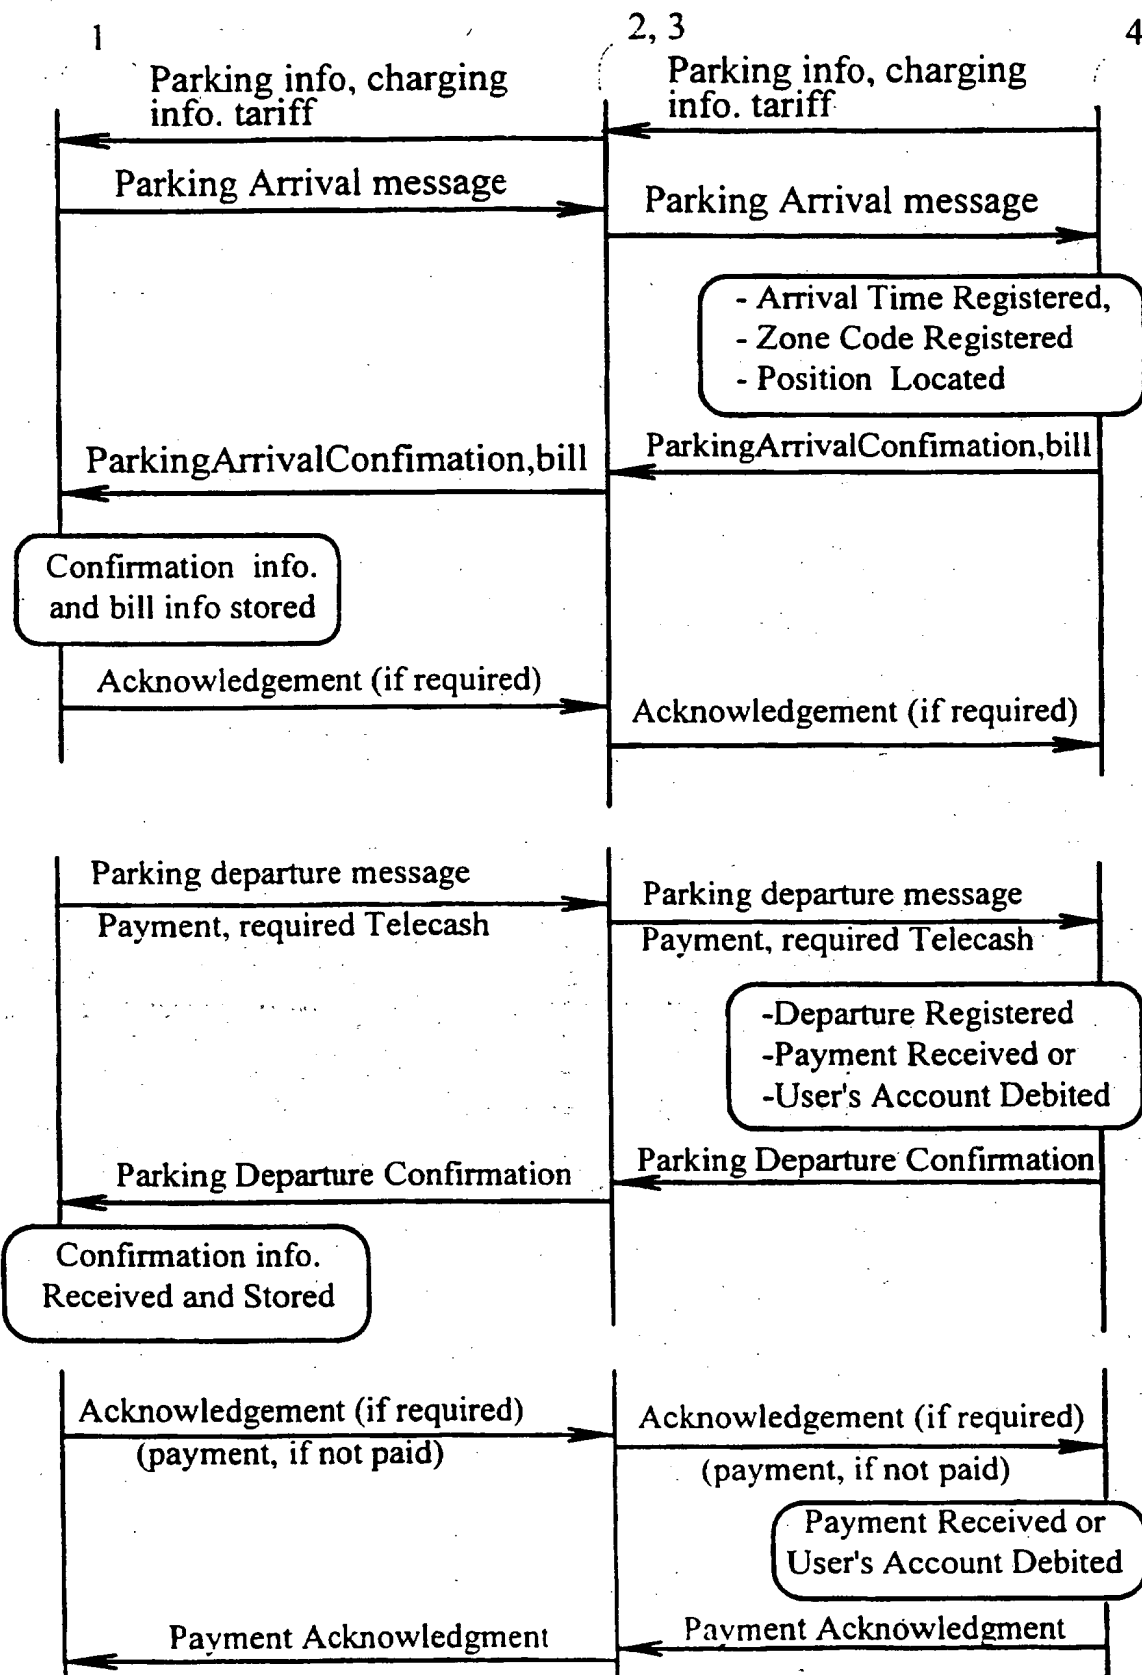 1
2, 3
4
Parking info, charging
info. tariff
Parking info, charging
info. tariff
Parking Arrival message
Parking Arrival message
- Arrival Time Registered,
- Zone Code Registered
- Position Located
ParkingArrivalConfimation,bill
ParkingArrivalConfimation,bill
Confirmation info.
and bill info stored
Acknowledgement (if required)
Acknowledgement (if required)
Parking departure message
Payment, required Telecash
Parking departure message
Payment, required Telecash
-Departure Registered
-Payment Received or
-User's Account Debited
Parking Departure Confirmation
Parking Departure Confirmation
Confirmation info.
Received and Stored
Acknowledgement (if required)
(payment, if not paid)
Acknowledgement (if required)
(payment, if not paid)
Payment Received or
User's Account Debited
Payment Acknowledgment
Payment Acknowledgment